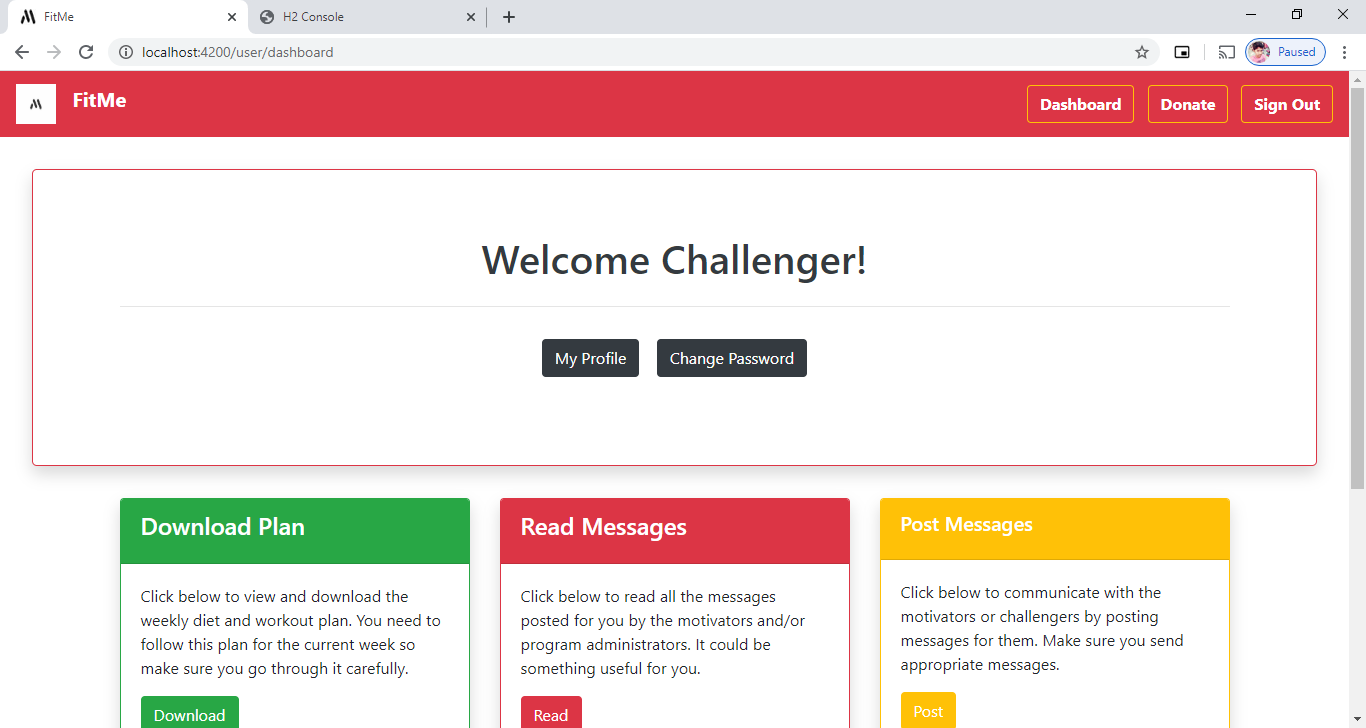 FitMe
H2 Console
localhost:4200/user/dashboard
Paused
FitMe
Dashboard
Donate
Sign Out
Welcome Challenger!
My Profile
Change Password
Download Plan
Click below to view and download the
weekly diet and workout plan. You need to
follow this plan for the current week so
make sure you go through it carefully.
Download
Read Messages
Click below to read all the messages
posted for you by the motivators and/or
program administrators. It could be
something useful for you.
Read
Post Messages
Click below to communicate with the
motivators or challengers by posting
messages for them. Make sure you send
appropriate messages.
Post